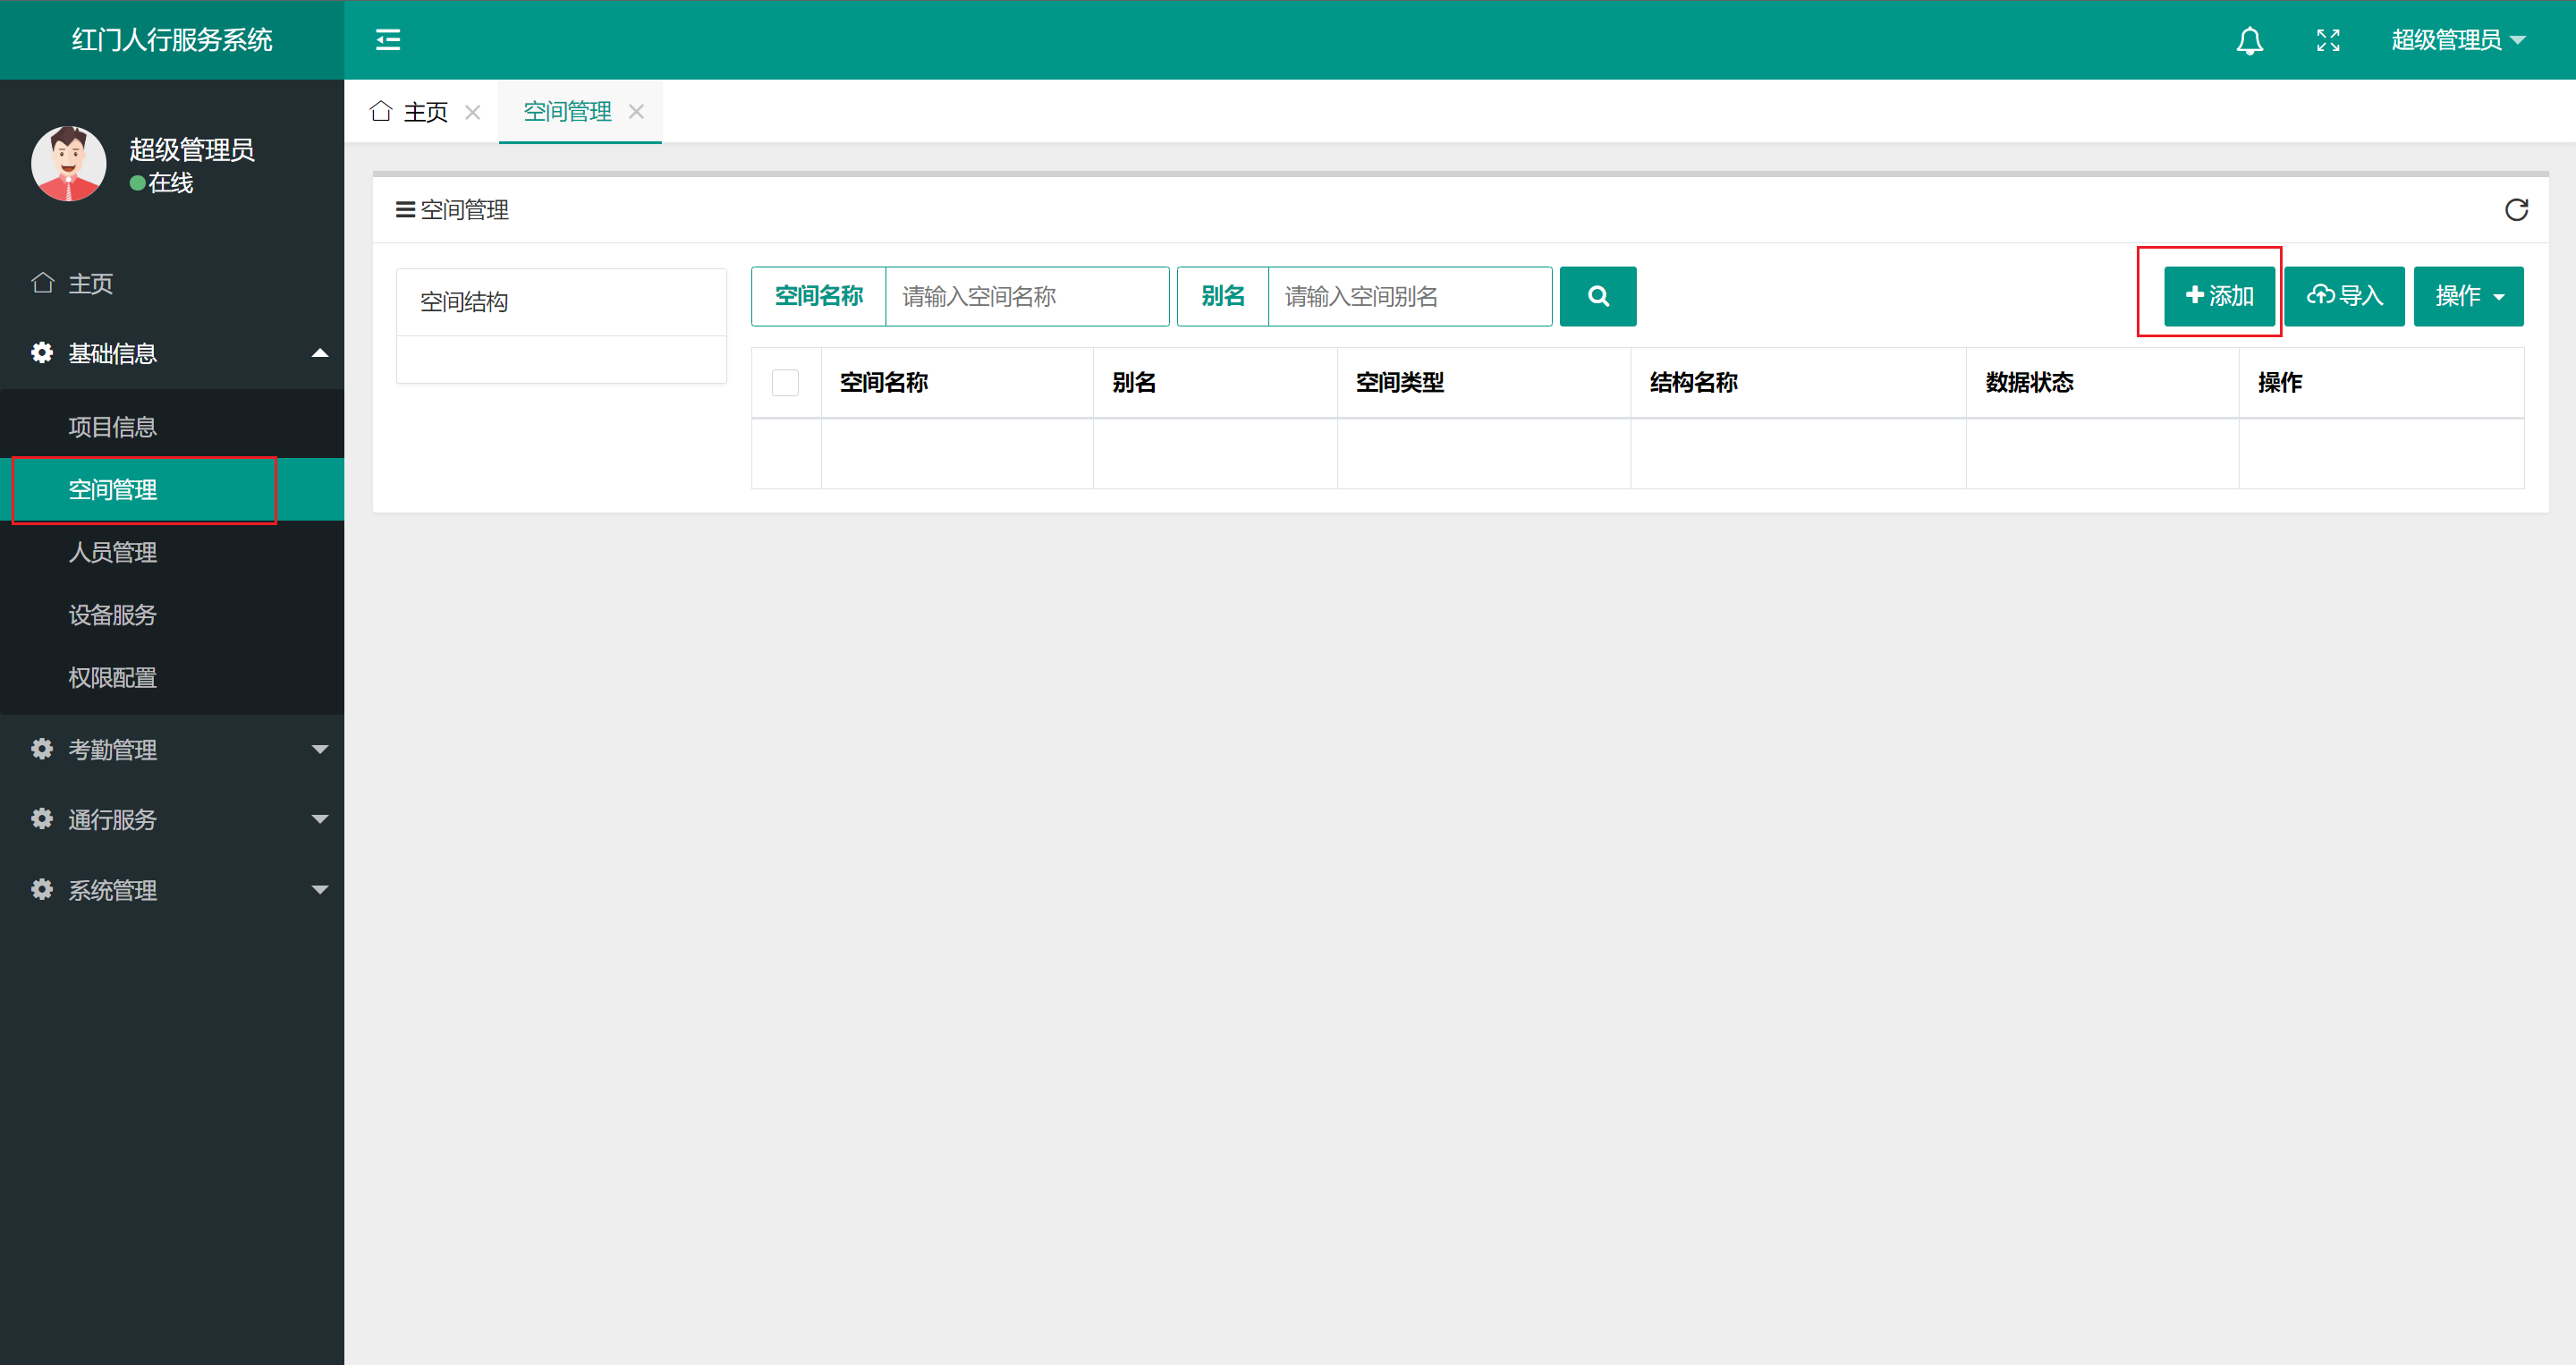 红门人行服务系统
超级管理员
超级管理员
在线
主页
基础信息
项目信息
空间管理
人员管理
设备服务
权限配置
考勤管理
通行服务
系统管理
主页
空间管理
空间管理
空间结构
空间名称 请输入空间名称 别名 请输入空间别名 添加 导入 操作
空间名称 别名 空间类型 结构名称 数据状态 操作